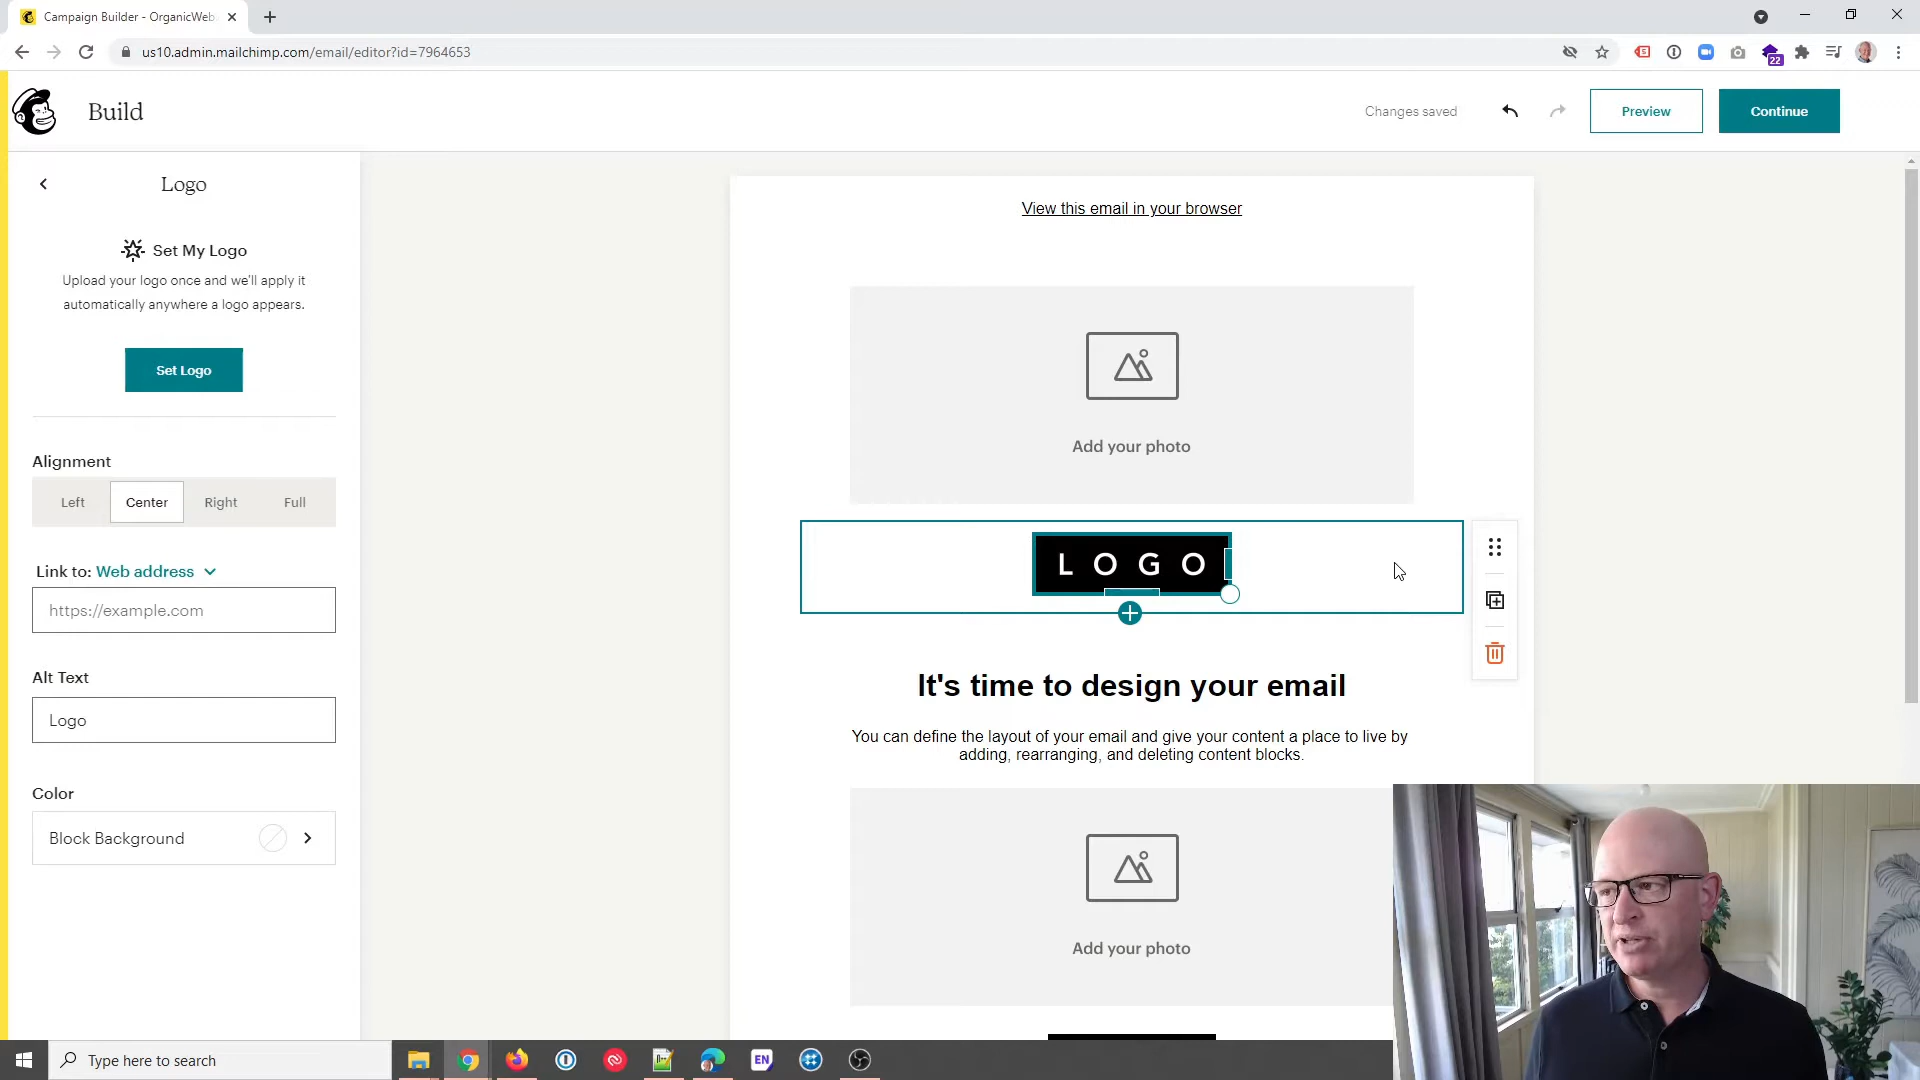 Campaign Builder - OrganicWeb
us10.admin.mailchimp.com/email/editor?id=7964653
22
Build
Changes saved
Preview
Continue
Logo
Set My Logo
Upload your logo once and we'll apply it
automatically anywhere a logo appears.
Set Logo
Alignment
Left Center Right Full
Link to: Web address
https://example.com
Alt Text
Logo
Color
Block Background
View this email in your browser
Add your photo
LOGO
It's time to design your email
You can define the layout of your email and give your content a place to live by
adding, rearranging, and deleting content blocks.
Add your photo
Type here to search
EN